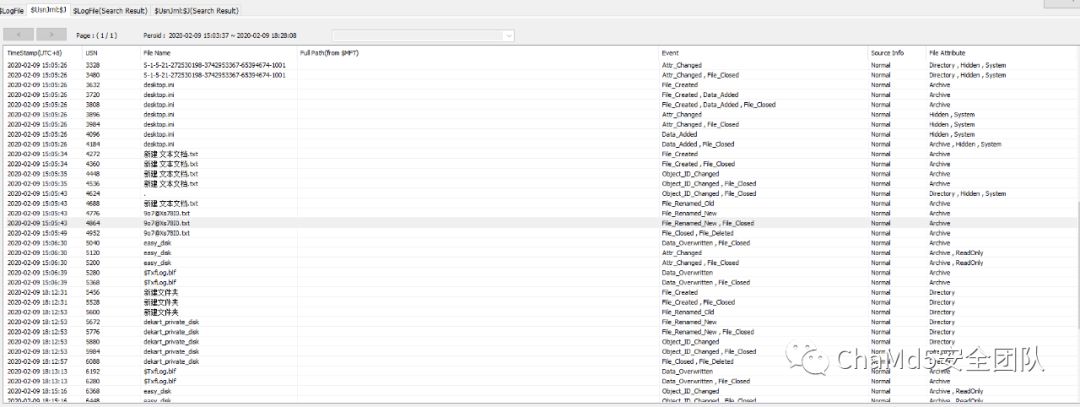 $LogFile $UsnJrnl:$J $LogFile(Search Result) $UsnJrnl:$J(Search Result)
< > Page : ( 1 / 1 ) Peroid : 2020-02-09 15:03:37 ~ 2020-02-09 18:28:08
TimeStamp(UTC+8) USN File Name Full Path(from $MFT) Event Source Info File Attribute
2020-02-09 15:05:26 3328 S-1-5-21-272530198-3742953367-65394674-1001 Attr_Changed Normal Directory , Hidden , System
2020-02-09 15:05:26 3480 S-1-5-21-272530198-3742953367-65394674-1001 Attr_Changed , File_Closed Normal Directory , Hidden , System
2020-02-09 15:05:26 3632 desktop.ini File_Created Normal Archive
2020-02-09 15:05:26 3720 desktop.ini File_Created , Data_Added Normal Archive
2020-02-09 15:05:26 3808 desktop.ini File_Created , Data_Added , File_Closed Normal Archive
2020-02-09 15:05:26 3896 desktop.ini Attr_Changed Normal Hidden , System
2020-02-09 15:05:26 3984 desktop.ini Attr_Changed , File_Closed Normal Hidden , System
2020-02-09 15:05:26 4096 desktop.ini Data_Added Normal Hidden , System
2020-02-09 15:05:26 4184 desktop.ini Data_Added , File_Closed Normal Archive , Hidden , System
2020-02-09 15:05:34 4272 新建 文本文档.txt File_Created Normal Archive
2020-02-09 15:05:34 4360 新建 文本文档.txt File_Created , File_Closed Normal Archive
2020-02-09 15:05:35 4448 新建 文本文档.txt Object_ID_Changed Normal Archive
2020-02-09 15:05:35 4536 新建 文本文档.txt Object_ID_Changed , File_Closed Normal Archive
2020-02-09 15:05:43 4624 . Object_ID_Changed , File_Closed Normal Directory , Hidden , System
2020-02-09 15:05:43 4688 新建 文本文档.txt File_Renamed_Old Normal Archive
2020-02-09 15:05:43 4776 File_Renamed_New Normal Archive
2020-02-09 15:05:43 4864 File_Renamed_New , File_Closed Normal Archive
2020-02-09 15:05:49 4952 File_Closed , File_Deleted Normal Archive
2020-02-09 15:06:30 5040 easy_disk Data_Overwritten , File_Closed Normal Archive
2020-02-09 15:06:31 5120 easy_disk Attr_Changed Normal Archive , ReadOnly
2020-02-09 15:06:31 5200 easy_disk Attr_Changed , File_Closed Normal Archive , ReadOnly
2020-02-09 15:06:39 5280 $TxfLog.blf Data_Overwritten Normal Archive
2020-02-09 15:06:39 5368 $TxfLog.blf Data_Overwritten , File_Closed Normal Archive
2020-02-09 18:12:31 5456 新建文件夹 File_Created Normal Directory
2020-02-09 18:12:31 5528 新建文件夹 File_Created , File_Closed Normal Directory
2020-02-09 18:12:53 5600 新建文件夹 File_Renamed_Old Normal Directory
2020-02-09 18:12:53 5672 dekart_private_disk File_Renamed_New Normal Directory
2020-02-09 18:12:53 5776 dekart_private_disk File_Renamed_New , File_Closed Normal Directory
2020-02-09 18:12:53 5880 dekart_private_disk Object_ID_Changed Normal Directory
2020-02-09 18:12:53 5984 dekart_private_disk Object_ID_Changed , File_Closed Normal
2020-02-09 18:12:57 6088 dekart_private_disk File_Closed , File_Deleted Normal
2020-02-09 18:13:13 6192 $TxfLog.blf Data_Overwritten Normal
2020-02-09 18:13:13 6280 $TxfLog.blf Data_Overwritten , File_Closed Normal Archive
2020-02-09 18:15:16 6368 easy_disk Object_ID_Changed Normal Archive , ReadOnly
2020-02-09 18:15:16 6448 easy_disk Object_ID_Changed , File_Closed Normal Archive , ReadOnly
ChaMd5安全团队